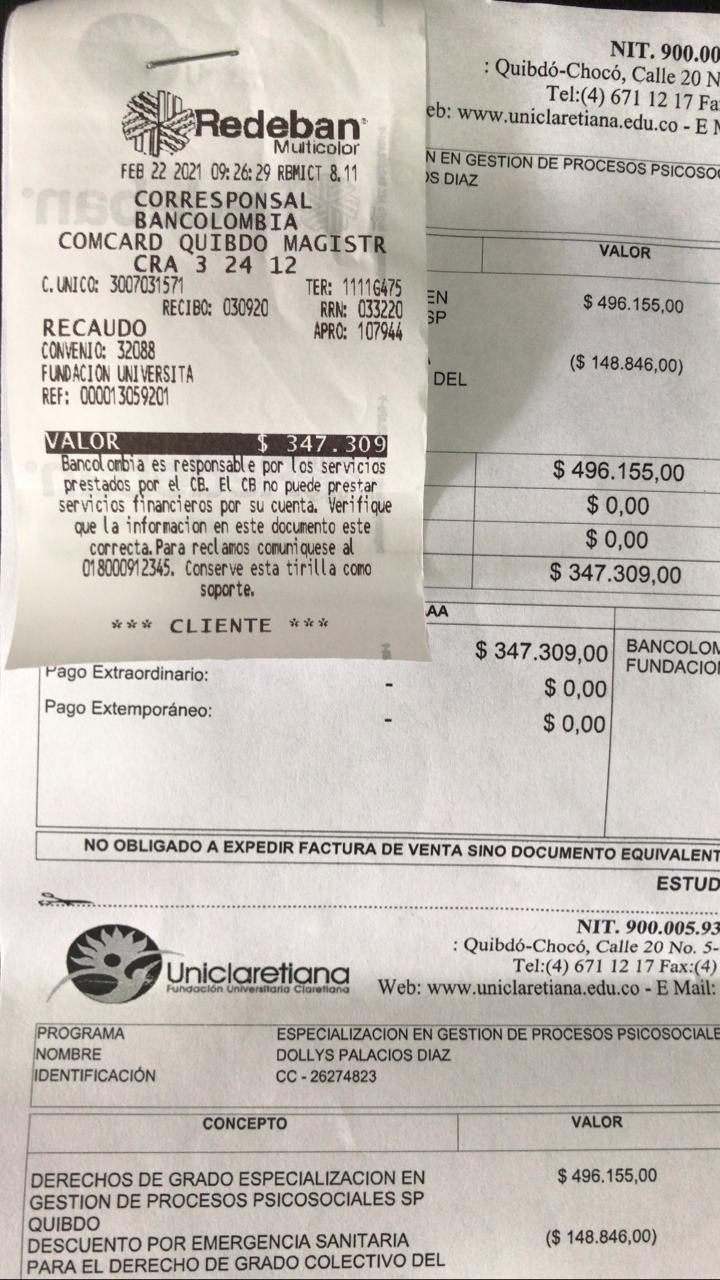 Redeban
Multicolor
FEB 22 2021 09:26:29 RBMICT 8.11
CORRESPONSAL
BANCOLOMBIA
COMCARD QUIBDO MAGISTR
CRA 3 24 12
C.UNICO: 3007031571 TER: 11116475
RECIBO: 030920 RRN: 033220
RECAUDO APRO: 107944
CONVENIO: 32088
FUNDACION UNIVERSITA
REF: 000013059201
VALOR $ 347.309
Bancolombia es responsable por los servicios
prestados por el CB. El CB no puede prestar
servicios financieros por su cuenta. Verifique
que la informacion en este documento este
correcta.Para reclamos comuniquese al
018000912345. Conserve esta tirilla como
soporte.
*** CLIENTE ***
NIT. 900.00
: Quibdó-Chocó, Calle 20 N
Tel:(4) 671 12 17 Fa
eb: www.uniclaretiana.edu.co - E M
N EN GESTION DE PROCESOS PSICOSO
OS DIAZ
VALOR
EN $ 496.155,00
SP
($ 148.846,00)
DEL
$ 496.155,00
$ 0,00
$ 0,00
$ 347.309,00
AA
$ 347.309,00 BANCOLOM
Pago Extraordinario: - $ 0,00 FUNDACION
Pago Extemporáneo: - $ 0,00
NO OBLIGADO A EXPEDIR FACTURA DE VENTA SINO DOCUMENTO EQUIVALENT
ESTUD
Uniclaretiana
Fundación Universitaria Claretiana
NIT. 900.005.93
: Quibdó-Chocó, Calle 20 No. 5-
Tel:(4) 671 12 17 Fax:(4)
Web: www.uniclaretiana.edu.co - E Mail:
PROGRAMA ESPECIALIZACION EN GESTION DE PROCESOS PSICOSOCIALE
NOMBRE DOLLYS PALACIOS DIAZ
IDENTIFICACIÓN CC - 26274823
CONCEPTO VALOR
DERECHOS DE GRADO ESPECIALIZACION EN $ 496.155,00
GESTION DE PROCESOS PSICOSOCIALES SP
QUIBDO
DESCUENTO POR EMERGENCIA SANITARIA ($ 148.846,00)
PARA EL DERECHO DE GRADO COLECTIVO DEL